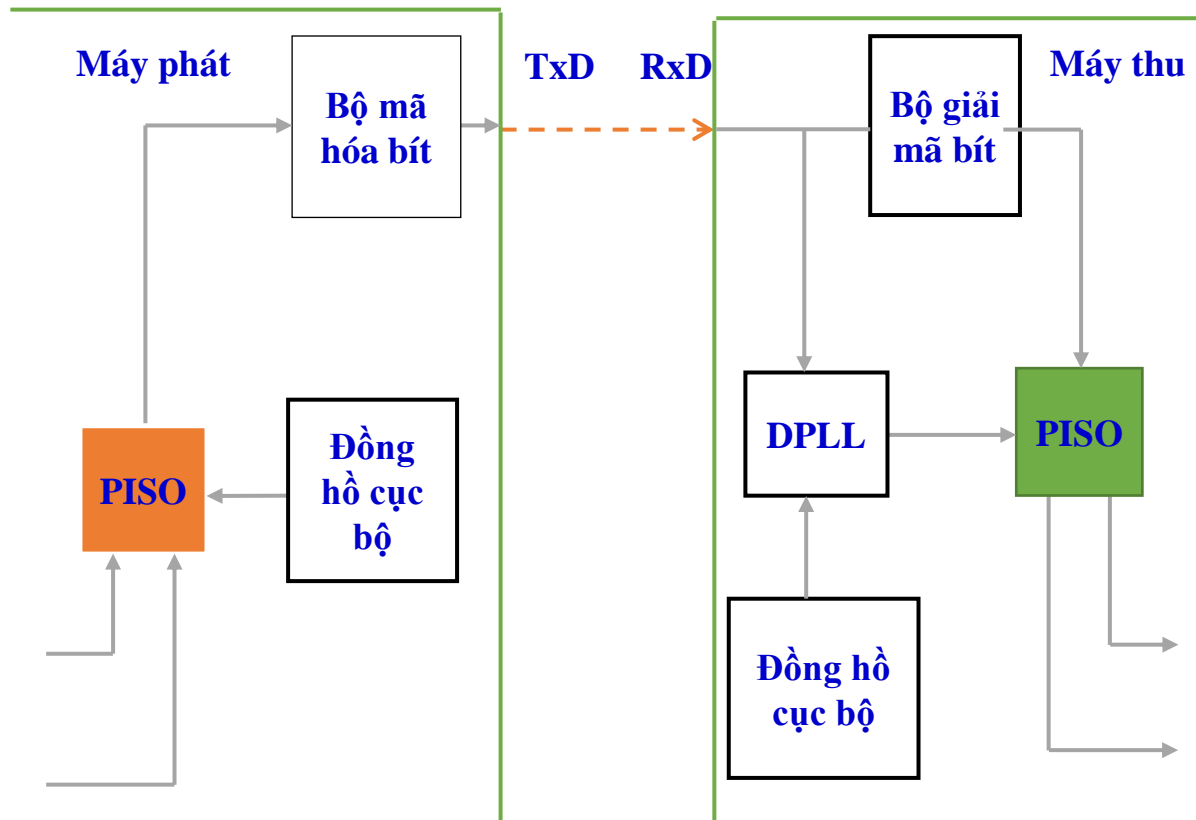 Máy phát
Bộ mã
hóa bít
TxD
RxD
Bộ giải
mã bít
Máy thu
PISO
Đồng
hồ cục
bộ
DPLL
PISO
Đồng hồ
cục bộ